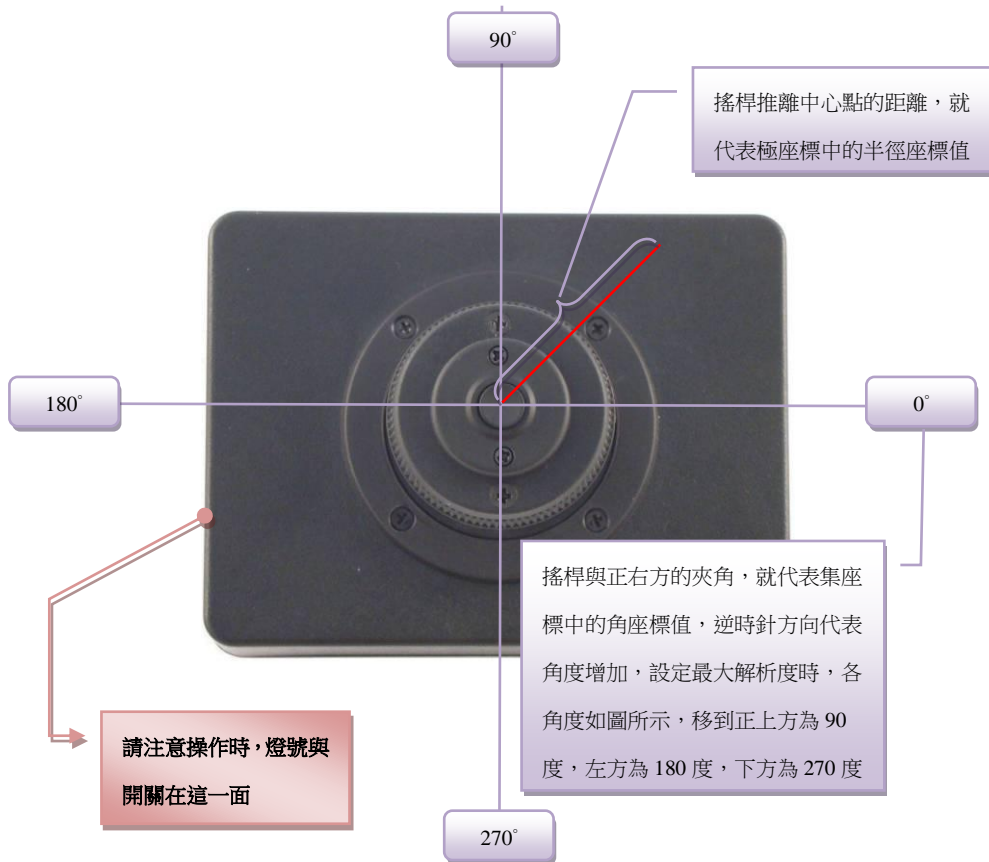 90°
搖桿推離中心點的距離，就
代表極座標中的半徑座標值
180°
0°
搖桿與正右方的夾角，就代表集座
標中的角座標值，逆時針方向代表
角度增加，設定最大解析度時，各
角度如圖所示，移到正上方為 90
度，左方為 180 度，下方為 270 度
請注意操作時，燈號與
開關在這一面
270°